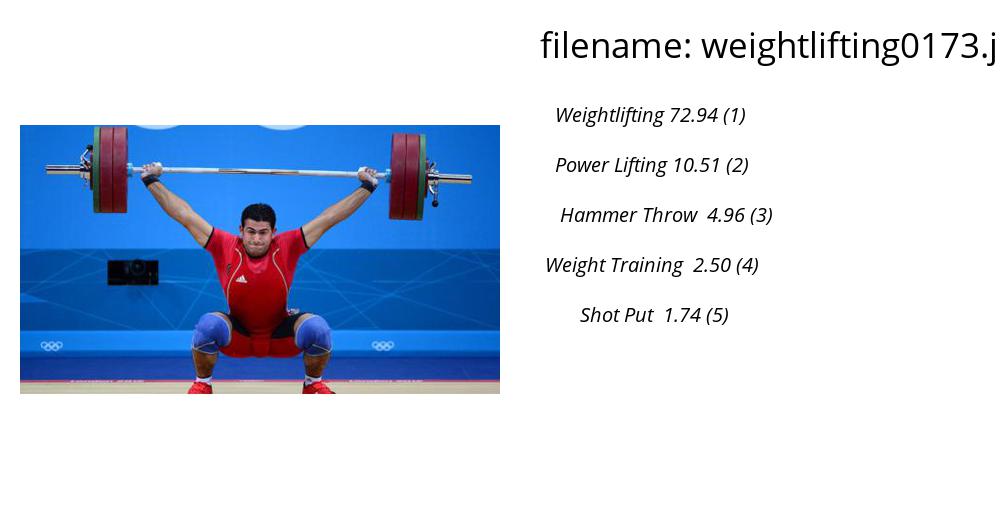 filename: weightlifting0173.j
Weightlifting 72.94 (1)
Power Lifting 10.51 (2)
Hammer Throw 4.96 (3)
Weight Training 2.50 (4)
Shot Put 1.74 (5)